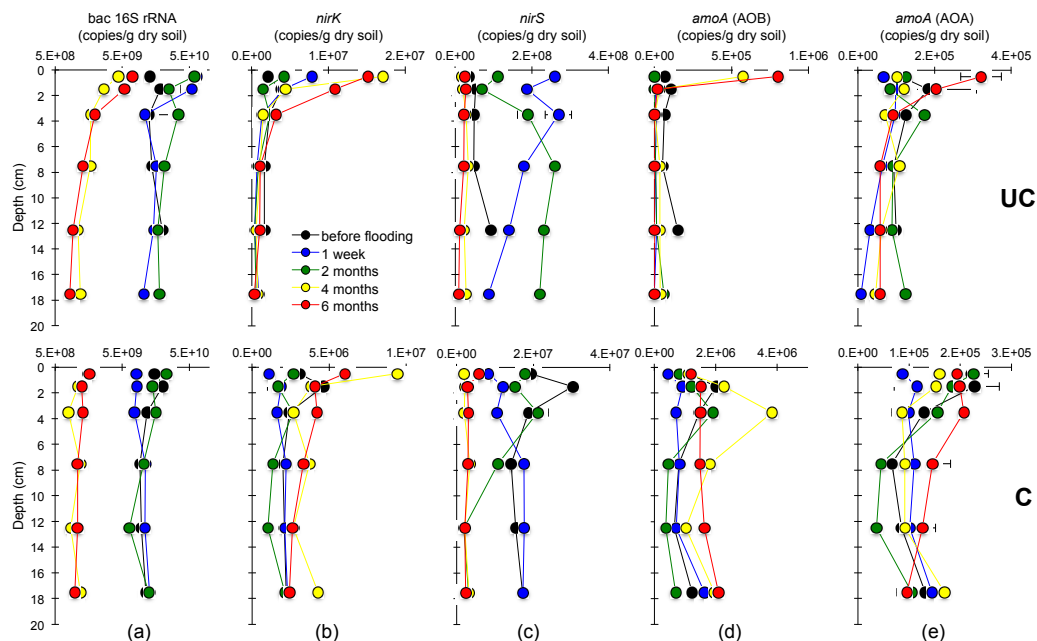 bac 16S rRNA nirK nirS amoA (AOB) amoA (AOA)
(copies/g dry soil) (copies/g dry soil) (copies/g dry soil) (copies/g dry soil) (copies/g dry soil)
5.E+08 5.E+09 5.E+10 0.E+00 1.E+07 2.E+07 0.E+00 2.E+08 4.E+08 0.E+00 5.E+05 1.E+06 0.E+00 2.E+05 4.E+05
0
2
4
6
8
10
12
14
16
18
20
Depth (cm)
before flooding
1 week
2 months
4 months
6 months
UC
5.E+08 5.E+09 5.E+10 0.E+00 5.E+06 1.E+07 0.E+00 2.E+07 4.E+07 0.E+00 2.E+06 4.E+06 0.E+00 1.E+05 2.E+05 3.E+05
0
2
4
6
8
10
12
14
16
18
20
Depth (cm)
C
(a) (b) (c) (d) (e)